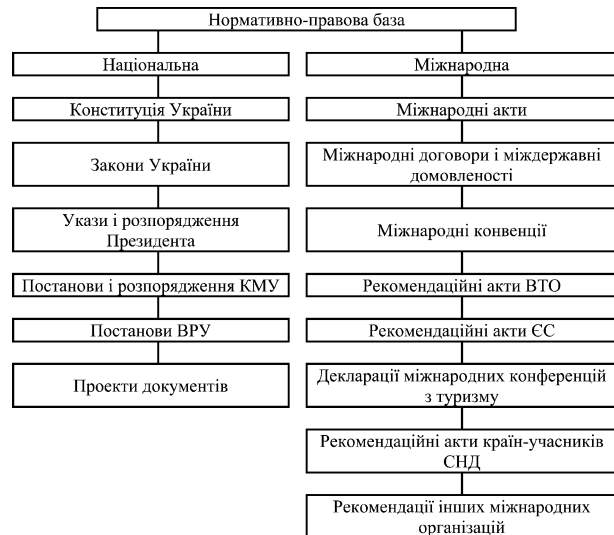 Нормативно-правова база
Національна
Конституція України
Закони України
Укази і розпорядження
Президента
Постанови і розпорядження КМУ
Постанови ВРУ
Проекти документів
Міжнародна
Міжнародні акти
Міжнародні договори і міждержавні
домовленості
Міжнародні конвенції
Рекомендаційні акти ВТО
Рекомендаційні акти ЄС
Декларації міжнародних конференцій
з туризму
Рекомендаційні акти країн-учасників
СНД
Рекомендації інших міжнародних
організацій